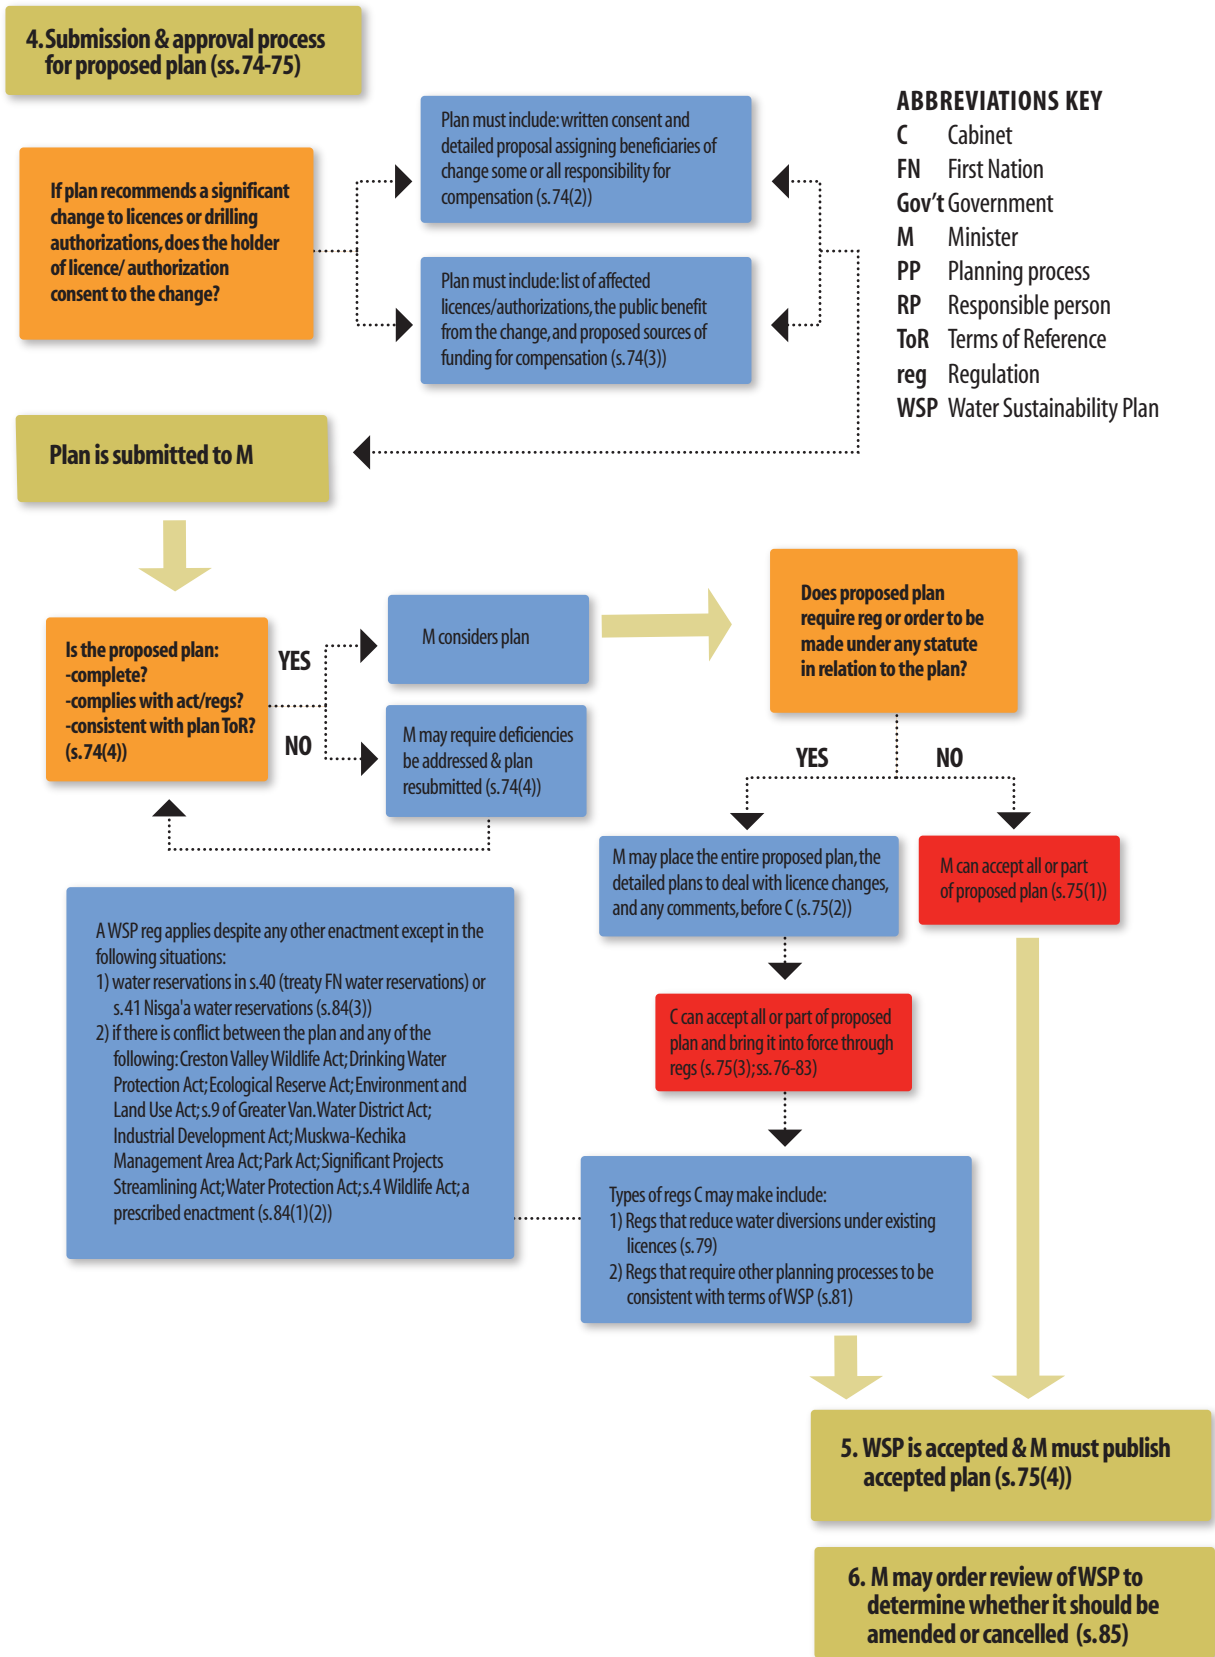 4. Submission & approval process
for proposed plan (ss. 74-75)
If plan recommends a significant
change to licences or drilling
authorizations, does the holder
of licence/ authorization
consent to the change?
Plan must include: written consent and
detailed proposal assigning beneficiaries of
change some or all responsibility for
compensation (s. 74(2))
Plan must include: list of affected
licences/authorizations, the public benefit
from the change, and proposed sources of
funding for compensation (s. 74(3))
ABBREVIATIONS KEY
C Cabinet
FN First Nation
Gov't Government
M Minister
PP Planning process
RP Responsible person
ToR Terms of Reference
reg Regulation
WSP Water Sustainability Plan
Plan is submitted to M
Is the proposed plan:
-complete?
-complies with act/regs?
-consistent with plan ToR?
(s. 74(4))
YES
NO
M considers plan
M may require deficiencies
be addressed & plan
resubmitted (s. 74(4))
Does proposed plan
require reg or order to be
made under any statute
in relation to the plan?
YES
NO
M may place the entire proposed plan, the
detailed plans to deal with licence changes,
and any comments, before C (s. 75(2))
M can accept all or part
of proposed plan (s. 75(1))
C can accept all or part of proposed
plan and bring it into force through
regs (s. 75(3); ss. 76-83)
A WSP reg applies despite any other enactment except in the
following situations:
1) water reservations in s. 40 (treaty FN water reservations) or
s. 41 Nisga'a water reservations (s. 84(3))
2) if there is conflict between the plan and any of the
following: Creston Valley Wildlife Act; Drinking Water
Protection Act; Ecological Reserve Act; Environment and
Land Use Act; s. 9 of Greater Van. Water District Act;
Industrial Development Act; Muskwa-Kechika
Management Area Act; Park Act; Significant Projects
Streamlining Act; Water Protection Act; s. 4 Wildlife Act; a
prescribed enactment (s. 84(1)(2))
Types of regs C may make include:
1) Regs that reduce water diversions under existing
licences (s. 79)
2) Regs that require other planning processes to be
consistent with terms of WSP (s.81)
5. WSP is accepted & M must publish
accepted plan (s. 75(4))
6. M may order review of WSP to
determine whether it should be
amended or cancelled (s. 85)